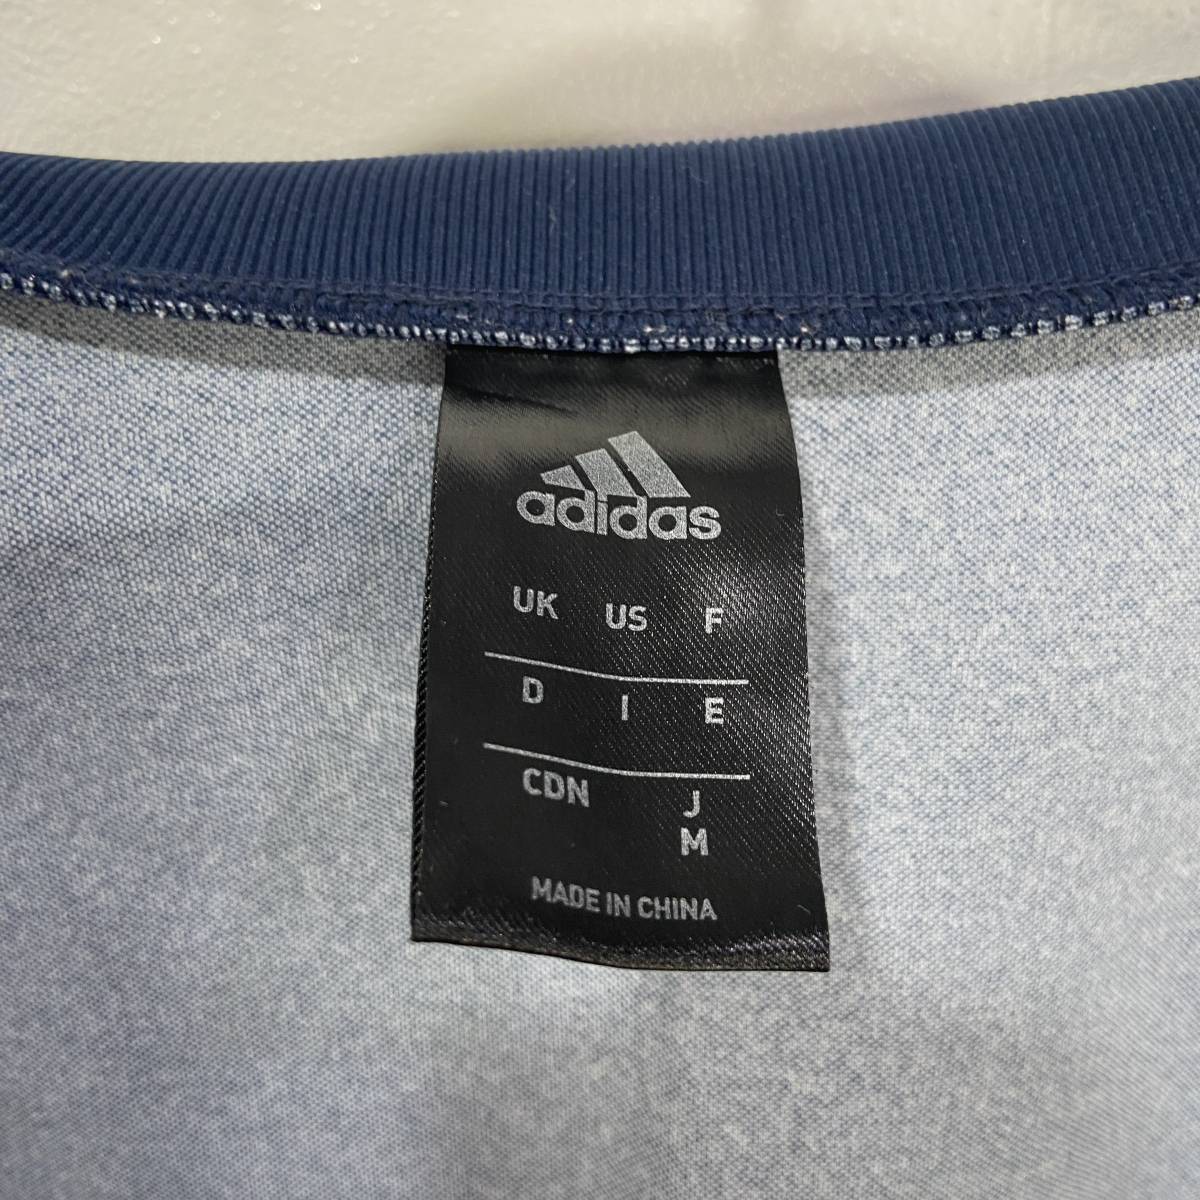 adidas
UK US F
D I E
CDN J
M
MADE IN CHINA